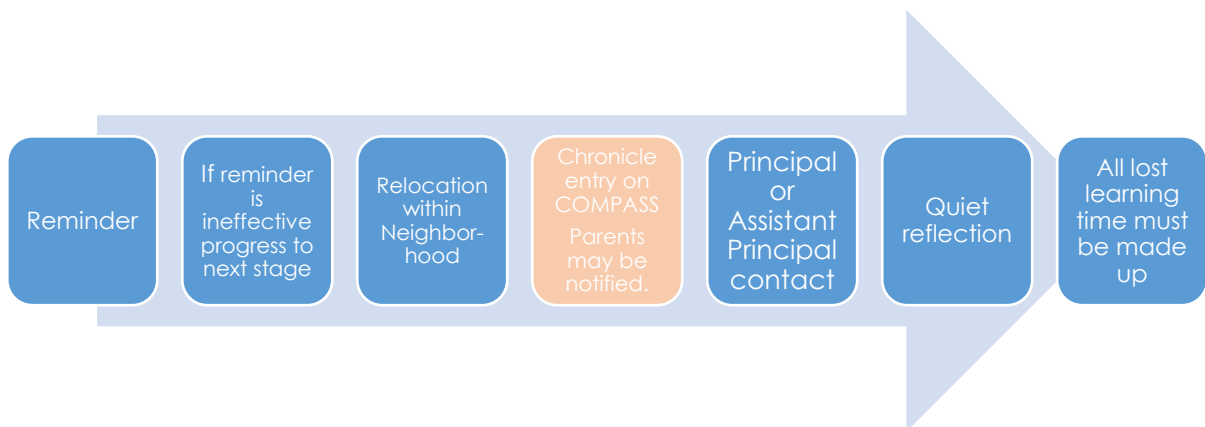 Reminder
If reminder
is
ineffective
progress to
next stage
Relocation
within
Neighbor-
hood
Chronicle
entry on
COMPASS
Parents
may be
notified.
Principal
or
Assistant
Principal
contact
Quiet
reflection
All lost
learning
time must
be made
up